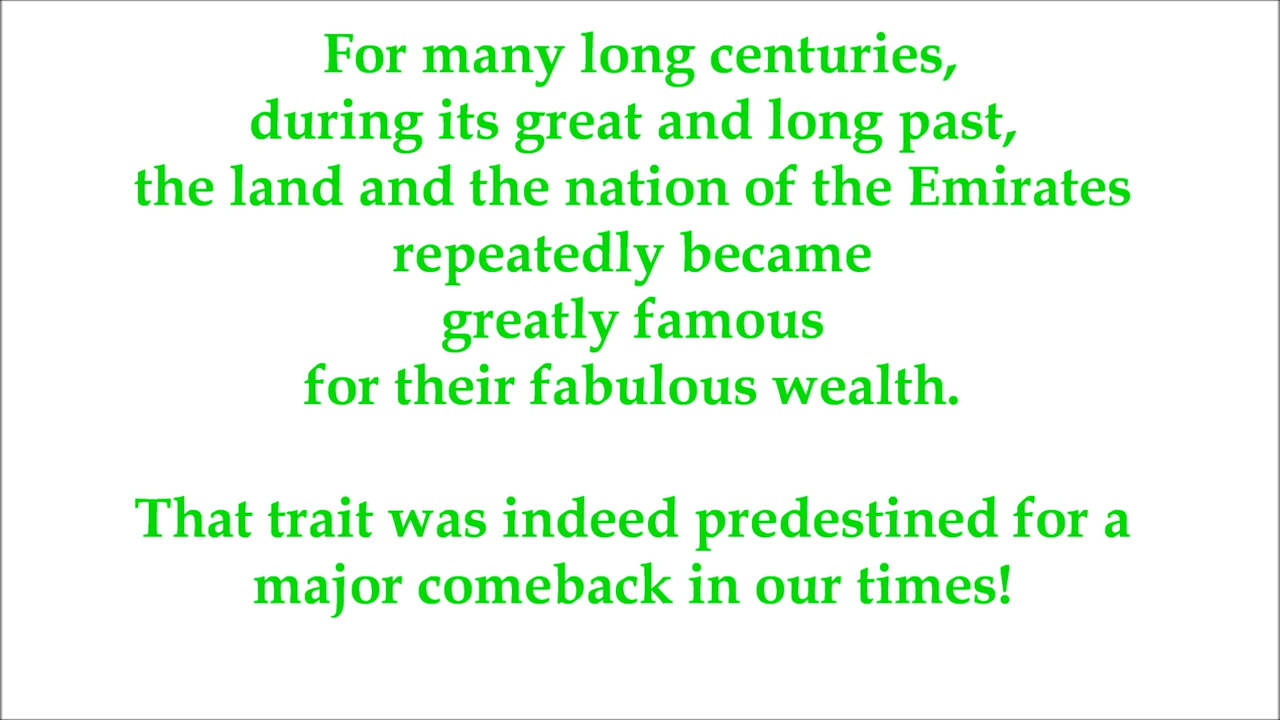 For many long centuries,
during its great and long past,
the land and the nation of the Emirates
repeatedly became
greatly famous
for their fabulous wealth.
That trait was indeed predestined for a
major comeback in our times!